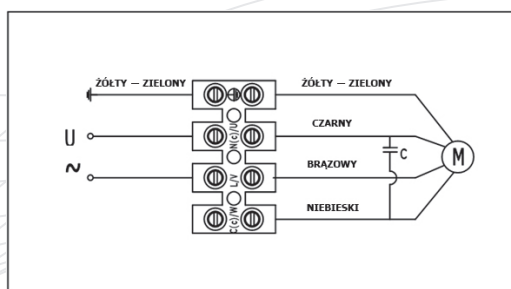 ŻÓŁTY — ZIELONY
ŻÓŁTY — ZIELONY
U
~
N(c)/U
CZARNY
C
M
L/V
BRĄZOWY
C(c)/W
NIEBIESKI